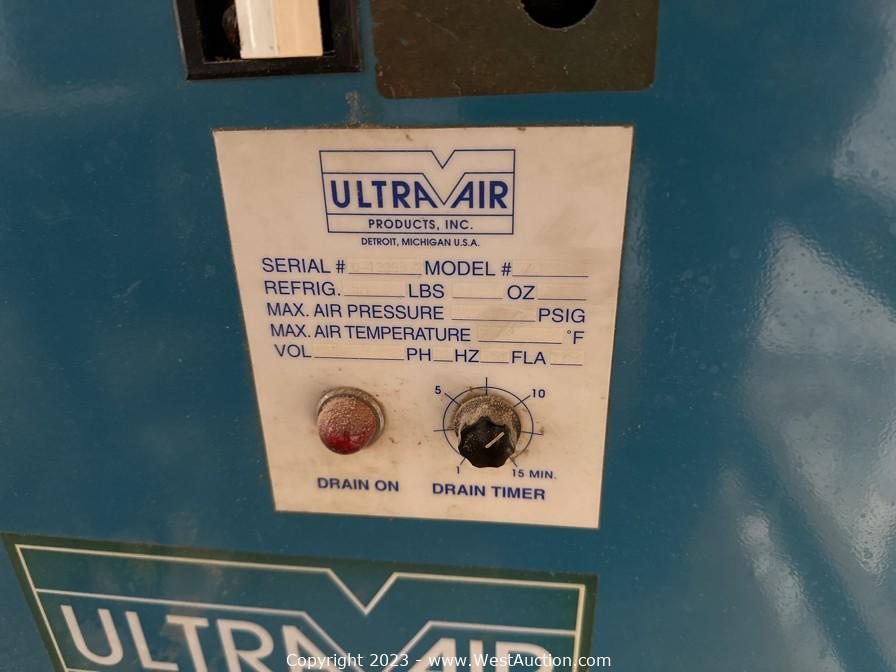 ULTRA AIR
PRODUCTS, INC.
DETROIT, MICHIGAN U.S.A.
SERIAL # MODEL #
REFRIG. LBS OZ
MAX. AIR PRESSURE PSIG
MAX. AIR TEMPERATURE °F
VOL PH HZ FLA
5 10
1 15 MIN.
DRAIN ON DRAIN TIMER
ULTRA AIR
Copyright 2023 - www.WestAuction.com